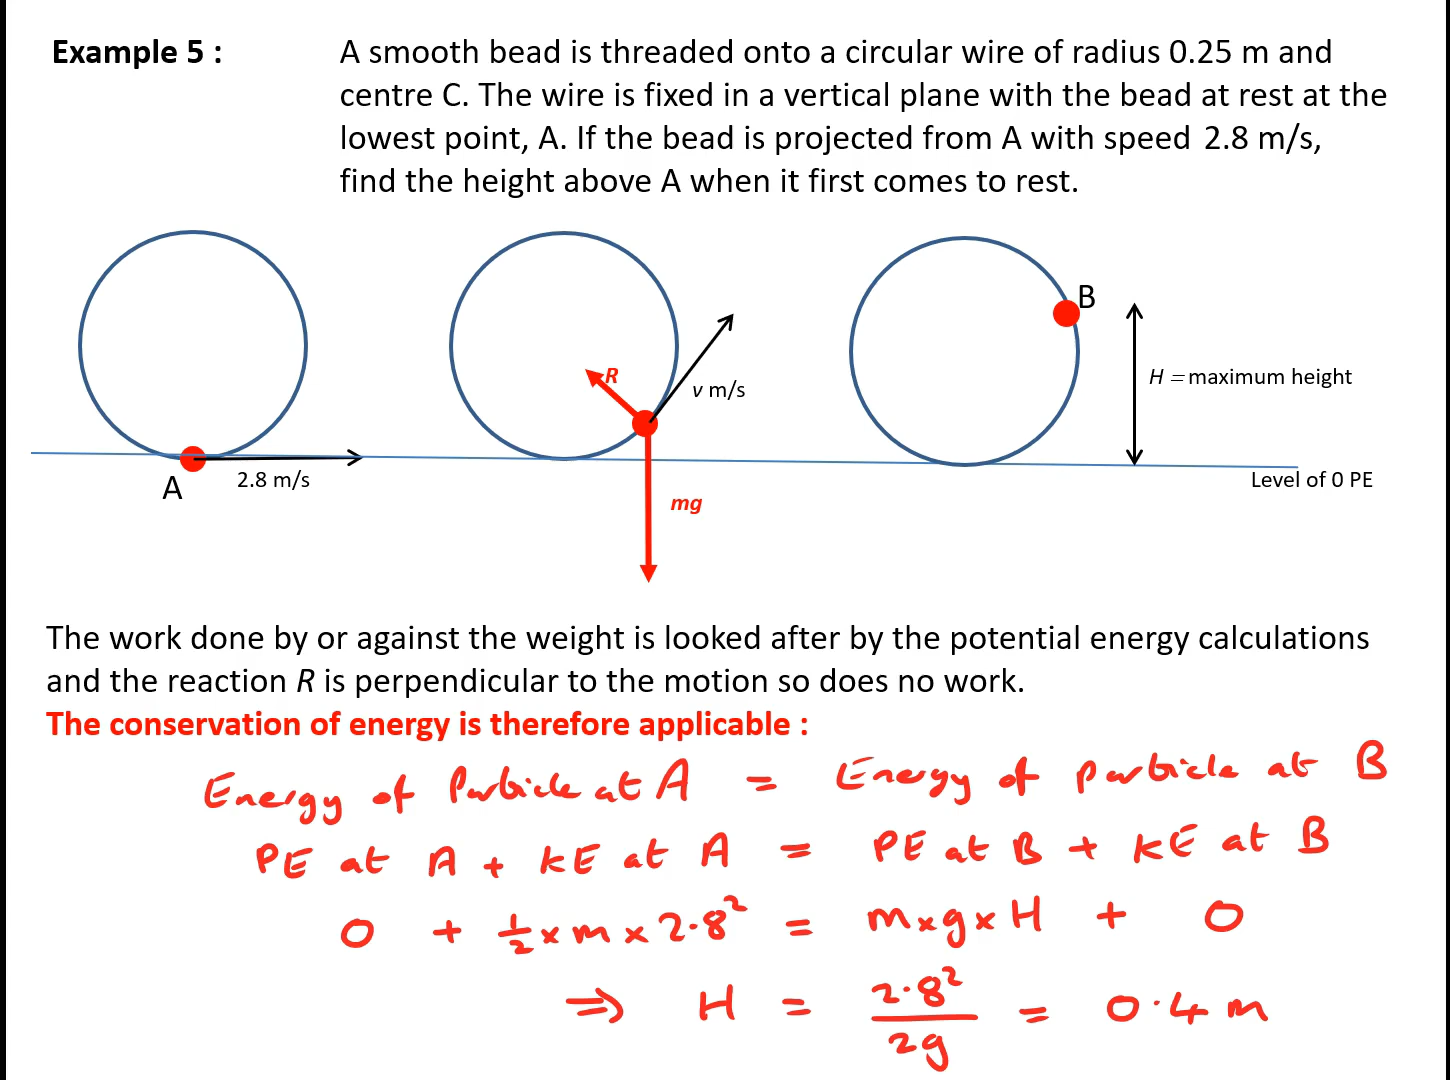 Example 5 : A smooth bead is threaded onto a circular wire of radius 0.25 m and
centre C. The wire is fixed in a vertical plane with the bead at rest at the
lowest point, A. If the bead is projected from A with speed 2.8 m/s,
find the height above A when it first comes to rest.
B
R
v m/s
H = maximum height
A
2.8 m/s
Level of 0 PE
mg
The work done by or against the weight is looked after by the potential energy calculations
and the reaction R is perpendicular to the motion so does no work.
The conservation of energy is therefore applicable :
Energy of Particle at A = Energy of particle at B
PE at A + KE at A = PE at B + KE at B
0 + ½ × m × 2.8² = m × g × H + 0
⇒ H = 2.8²/2g = 0.4 m